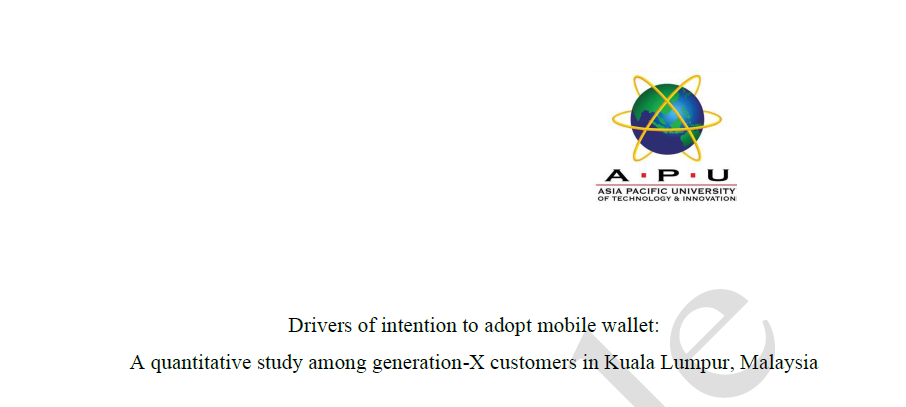 A · P · U
ASIA PACIFIC UNIVERSITY
OF TECHNOLOGY & INNOVATION
Drivers of intention to adopt mobile wallet:
A quantitative study among generation-X customers in Kuala Lumpur, Malaysia
le